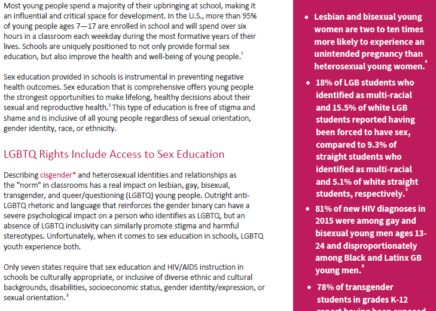 Most young people spend a majority of their upbringing at school, making it
an influential and critical space for development. In the U.S., more than 95%
of young people ages 7—17 are enrolled in school and will spend over six
hours in a classroom each weekday during the most formative years of their
lives. Schools are uniquely positioned to not only provide formal sex
education, but also improve the health and well-being of young people.¹
Sex education provided in schools is instrumental in preventing negative
health outcomes. Sex education that is comprehensive offers young people
the strongest opportunities to make lifelong, healthy decisions about their
sexual and reproductive health.² This type of education is free of stigma and
shame and is inclusive of all young people regardless of sexual orientation,
gender identity, race, or ethnicity.
LGBTQ Rights Include Access to Sex Education
Describing cisgender* and heterosexual identities and relationships as
the "norm" in classrooms has a real impact on lesbian, gay, bisexual,
transgender, and queer/questioning (LGBTQ) young people. Outright anti-
LGBTQ rhetoric and language that reinforces the gender binary can have a
severe psychological impact on a person who identifies as LGBTQ, but an
absence of LGBTQ inclusivity can similarly promote stigma and harmful
stereotypes. Unfortunately, when it comes to sex education in schools, LGBTQ
youth experience both.
Only seven states require that sex education and HIV/AIDS instruction in
schools be culturally appropriate, or inclusive of diverse ethnic and cultural
backgrounds, disabilities, socioeconomic status, gender identity/expression, or
sexual orientation.³
• Lesbian and bisexual young
women are two to ten times
more likely to experience an
unintended pregnancy than
heterosexual young women.⁴
• 18% of LGB students who
identified as multi-racial
and 15.5% of white LGB
students reported having
been forced to have sex,
compared to 9.3% of
straight students who
identified as multi-racial
and 5.1% of white straight
students, respectively.⁵
• 81% of new HIV diagnoses in
2015 were among gay and
bisexual young men ages 13-
24 and disproportionately
among Black and Latinx GB
young men.⁶
• 78% of transgender
students in grades K-12
report having been exposed